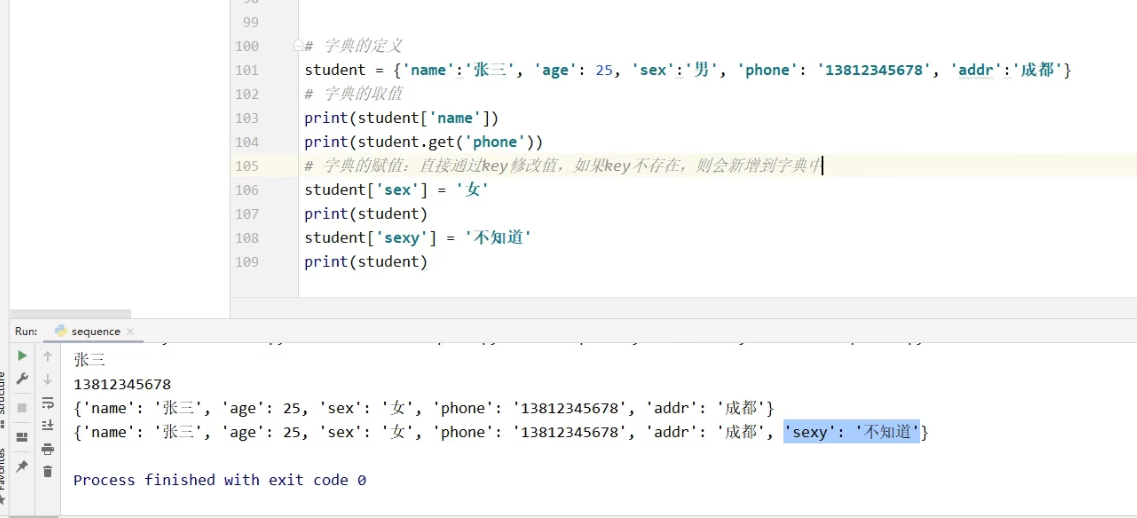 99
100 # 字典的定义
101 student = {'name':'张三', 'age': 25, 'sex':'男', 'phone': '13812345678', 'addr':'成都'}
102 # 字典的取值
103 print(student['name'])
104 print(student.get('phone'))
105 # 字典的赋值：直接通过key修改值，如果key不存在，则会新增到字典中
106 student['sex'] = '女'
107 print(student)
108 student['sexy'] = '不知道'
109 print(student)
Run: sequence
张三
13812345678
{'name': '张三', 'age': 25, 'sex': '女', 'phone': '13812345678', 'addr': '成都'}
{'name': '张三', 'age': 25, 'sex': '女', 'phone': '13812345678', 'addr': '成都', 'sexy': '不知道'}
Process finished with exit code 0